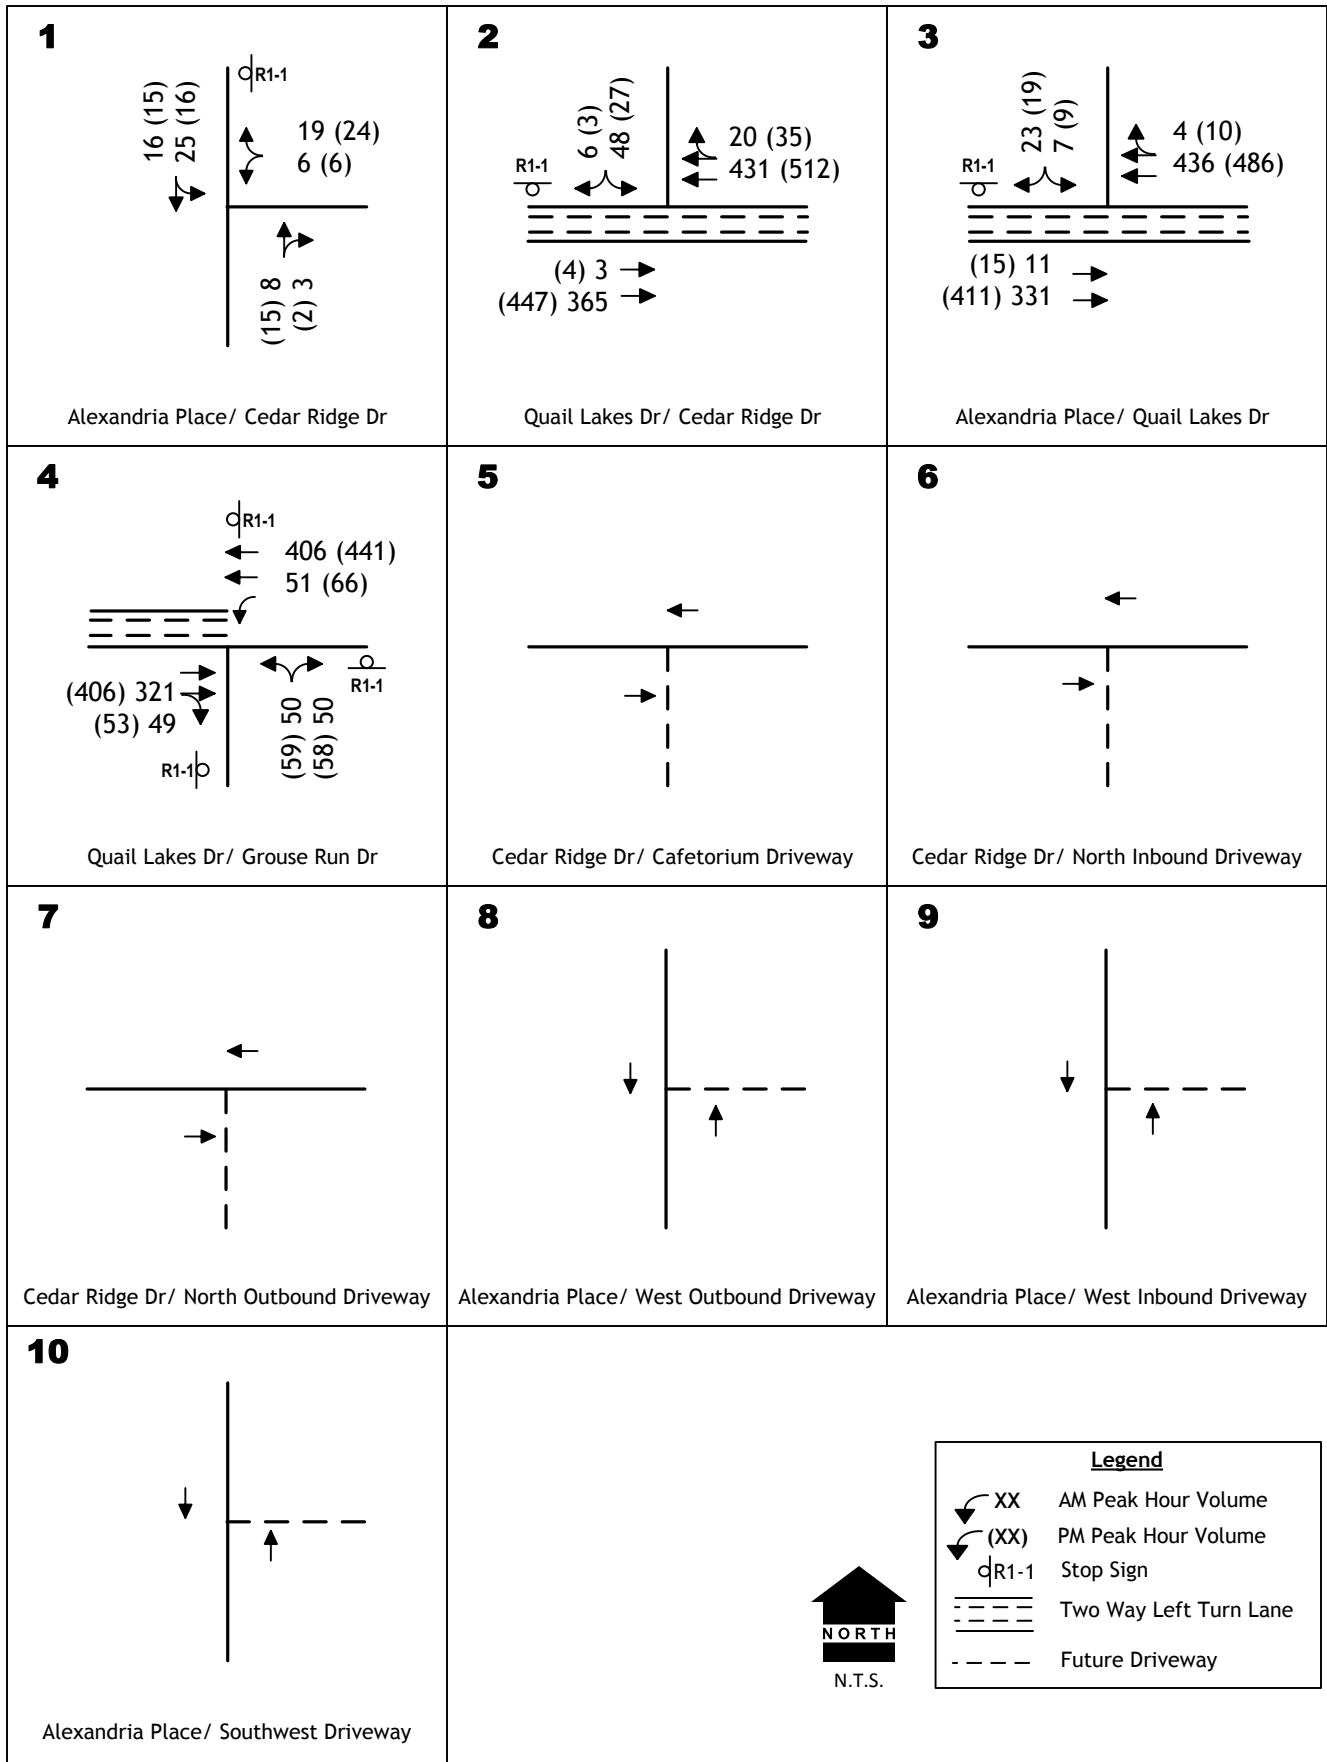 1
R1-1
16 (15)
25 (16)
19 (24)
6 (6)
(15) 8
(2) 3
Alexandria Place/ Cedar Ridge Dr
2
R1-1
6 (3)
48 (27)
20 (35)
431 (512)
(4) 3
(447) 365
Quail Lakes Dr/ Cedar Ridge Dr
3
R1-1
23 (19)
7 (9)
4 (10)
436 (486)
(15) 11
(411) 331
Alexandria Place/ Quail Lakes Dr
4
R1-1
406 (441)
51 (66)
(406) 321
(53) 49
R1-1
(59) 50
(58) 50
R1-1
Quail Lakes Dr/ Grouse Run Dr
5
Cedar Ridge Dr/ Cafetorium Driveway
6
Cedar Ridge Dr/ North Inbound Driveway
7
Cedar Ridge Dr/ North Outbound Driveway
8
Alexandria Place/ West Outbound Driveway
9
Alexandria Place/ West Inbound Driveway
10
Alexandria Place/ Southwest Driveway
NORTH
N.T.S.
Legend
XX AM Peak Hour Volume
(XX) PM Peak Hour Volume
R1-1 Stop Sign
Two Way Left Turn Lane
Future Driveway